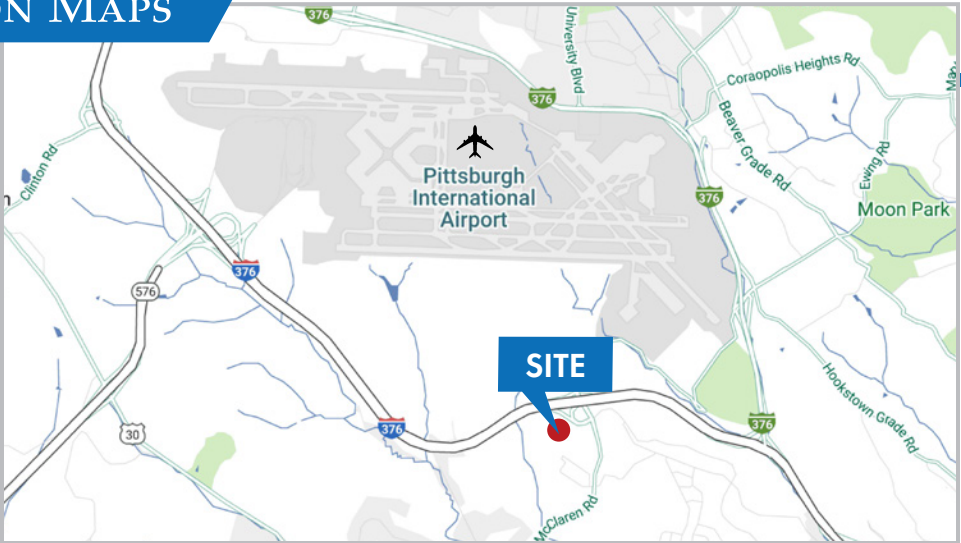 ON MAPS
376
University Blvd
376
Coraopolis Heights Rd
Beaver Grade Rd
Ewing Rd
Clinton Rd
Pittsburgh
International
Airport
376
Moon Park
376
576
SITE
Hookstown Grade Rd
376
376
30
McClaren Rd